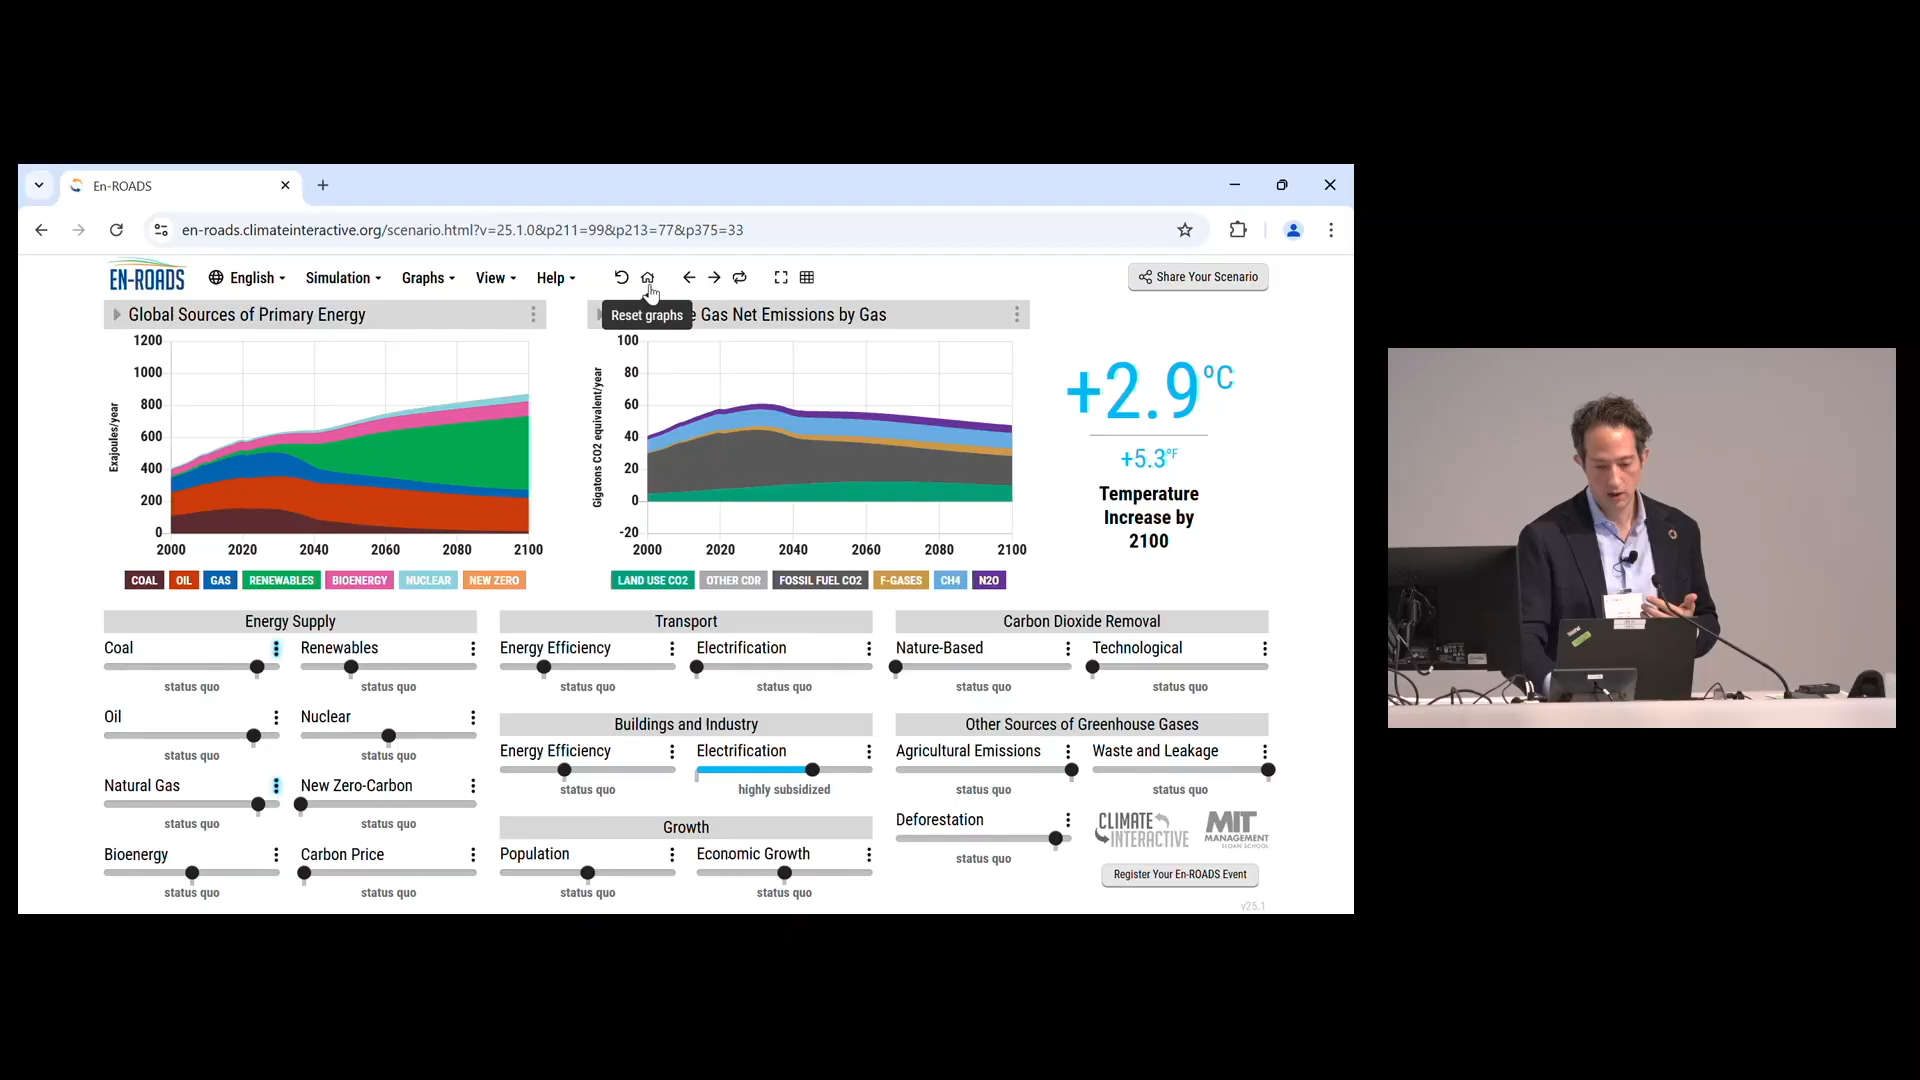 En-ROADS
en-roads.climateinteractive.org/scenario.html?v=25.1.0&p211=99&p213=77&p375=33
EN-ROADS
English
Simulation
Graphs
View
Help
Share Your Scenario
Reset graphs
Global Sources of Primary Energy
Gas Net Emissions by Gas
Exajoules/year
1200
1000
800
600
400
200
0
2000 2020 2040 2060 2080 2100
COAL OIL GAS RENEWABLES BIOENERGY NUCLEAR NEW ZERO
Gigatons CO2 equivalent/year
100
80
60
40
20
0
-20
2000 2020 2040 2060 2080 2100
LAND USE CO2 OTHER CDR FOSSIL FUEL CO2 F-GASES CH4 N2O
+2.9°C
+5.3°F
Temperature
Increase by
2100
Energy Supply
Coal
status quo
Renewables
status quo
Oil
status quo
Nuclear
status quo
Natural Gas
status quo
New Zero-Carbon
status quo
Bioenergy
status quo
Carbon Price
status quo
Transport
Energy Efficiency
status quo
Electrification
status quo
Buildings and Industry
Energy Efficiency
status quo
Electrification
highly subsidized
Growth
Population
status quo
Economic Growth
status quo
Carbon Dioxide Removal
Nature-Based
status quo
Technological
status quo
Other Sources of Greenhouse Gases
Agricultural Emissions
status quo
Waste and Leakage
status quo
Deforestation
status quo
CLIMATE
INTERACTIVE
MIT
MANAGEMENT
SLOAN SCHOOL
Register Your En-ROADS Event
v25.1